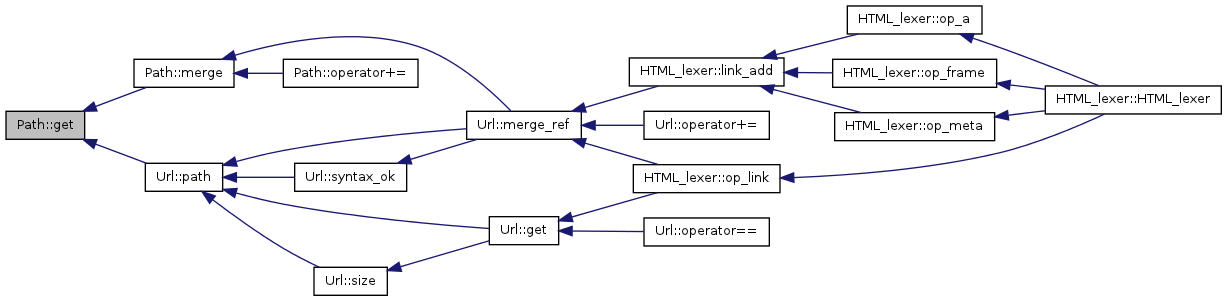 Path::get
Path::merge
Path::operator+=
Url::path
Url::syntax_ok
Url::size
Url::merge_ref
Url::get
HTML_lexer::link_add
Url::operator+=
HTML_lexer::op_link
Url::operator==
HTML_lexer::op_a
HTML_lexer::op_frame
HTML_lexer::op_meta
HTML_lexer::HTML_lexer